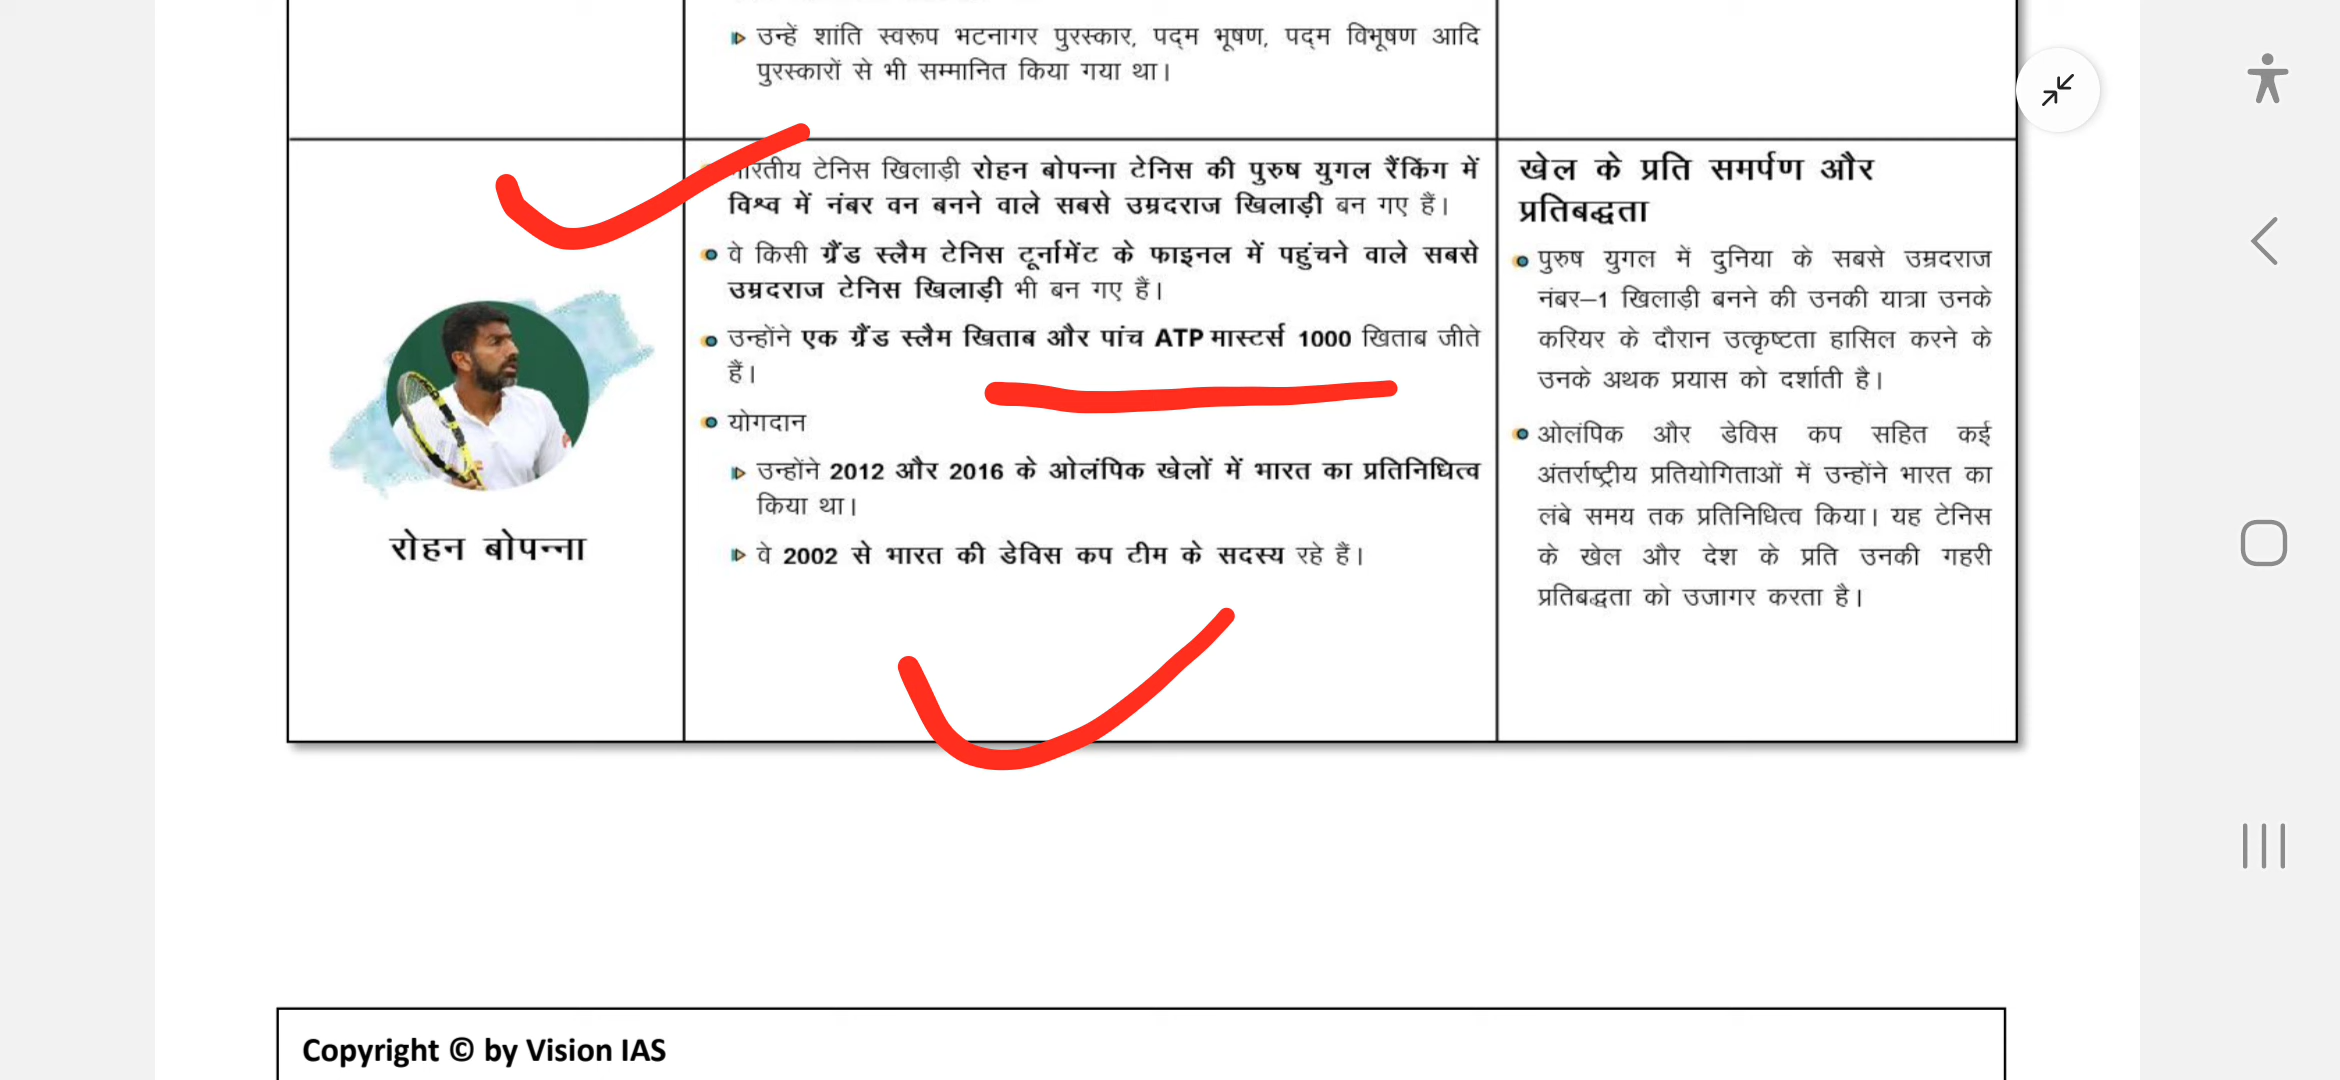 उन्हें शांति स्वरूप भटनागर पुरस्कार, पद्म भूषण, पद्म विभूषण आदि
पुरस्कारों से भी सम्मानित किया गया था।
रोहन बोपन्ना
टेनिस खिलाड़ी रोहन बोपन्ना टेनिस की पुरुष युगल रैंकिंग में
विश्व में नंबर वन बनने वाले सबसे उम्रदराज खिलाड़ी बन गए हैं।
वे किसी ग्रैंड स्लैम टेनिस टूर्नामेंट के फाइनल में पहुंचने वाले सबसे
उम्रदराज टेनिस खिलाड़ी भी बन गए हैं।
उन्होंने एक ग्रैंड स्लैम खिताब और पांच ATP मास्टर्स 1000 खिताब जीते
हैं।
योगदान
उन्होंने 2012 और 2016 के ओलंपिक खेलों में भारत का प्रतिनिधित्व
किया था।
वे 2002 से भारत की डेविस कप टीम के सदस्य रहे हैं।
खेल के प्रति समर्पण और
प्रतिबद्धता
पुरुष युगल में दुनिया के सबसे उम्रदराज
नंबर–1 खिलाड़ी बनने की उनकी यात्रा उनके
करियर के दौरान उत्कृष्टता हासिल करने के
उनके अथक प्रयास को दर्शाती है।
ओलंपिक और डेविस कप सहित कई
अंतर्राष्ट्रीय प्रतियोगिताओं में उन्होंने भारत का
लंबे समय तक प्रतिनिधित्व किया। यह टेनिस
के खेल और देश के प्रति उनकी गहरी
प्रतिबद्धता को उजागर करता है।
Copyright © by Vision IAS